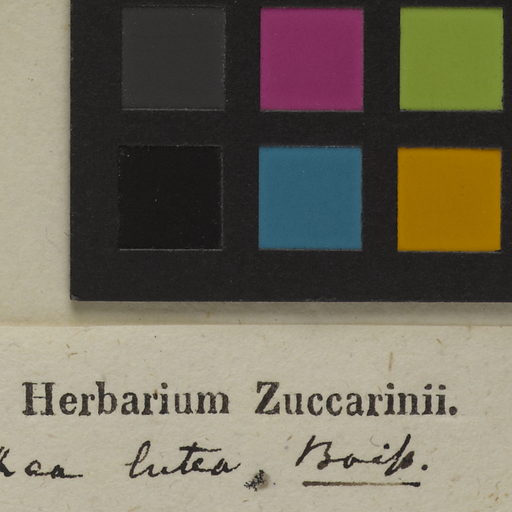 Herbarium Zuccarinii.
lutea Boiss.